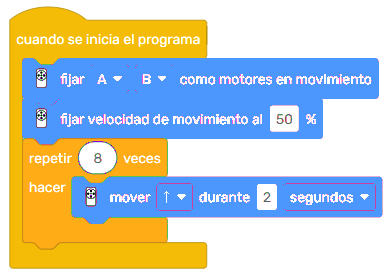 cuando se inicia el programa
fijar A B como motores en movimiento
fijar velocidad de movimiento al 50 %
repetir 8 veces
hacer mover ↑ durante 2 segundos